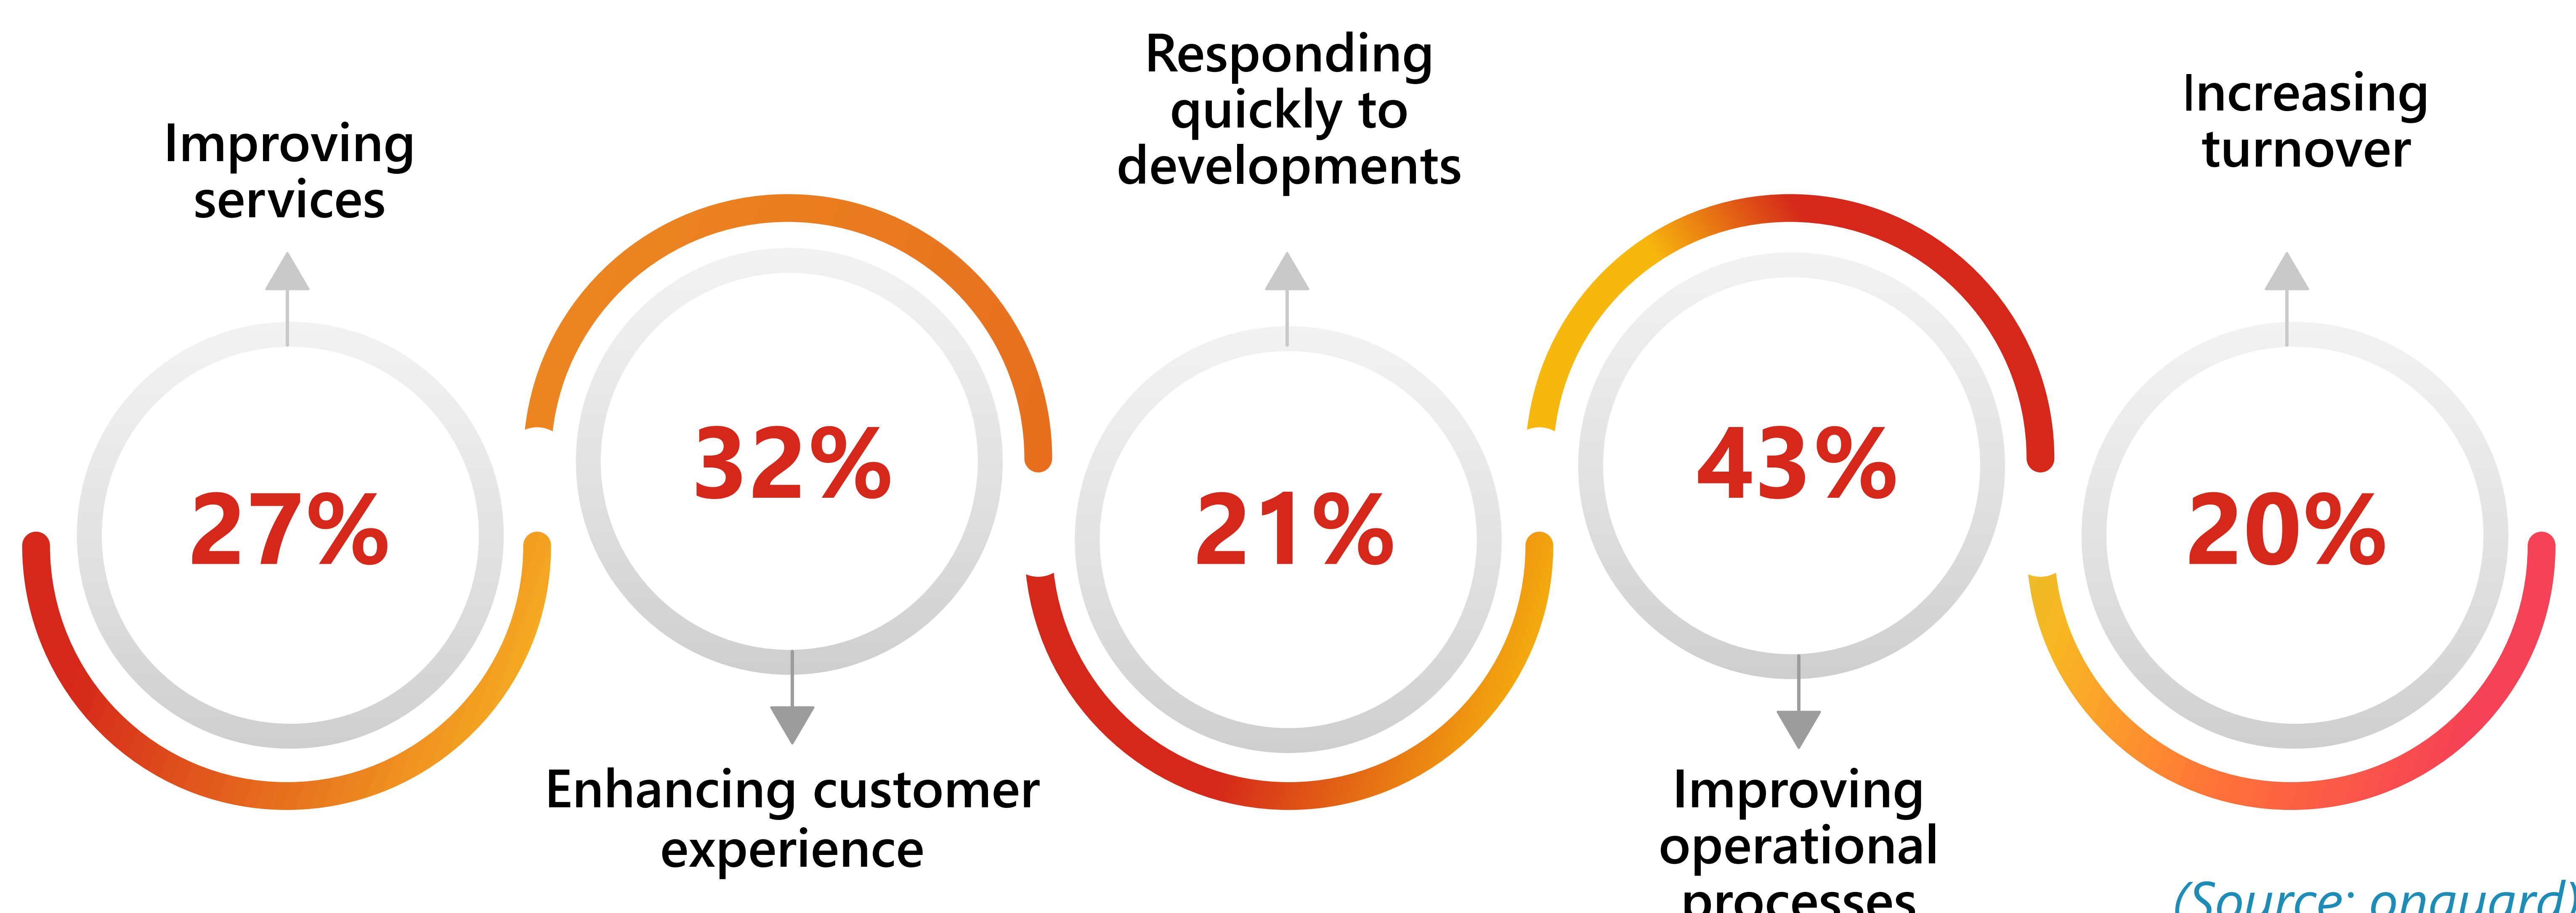 Improving
services
27%
32%
Enhancing customer
experience
Responding
quickly to
developments
21%
43%
Improving
operational
processes
Increasing
turnover
20%
(Source: onguard)